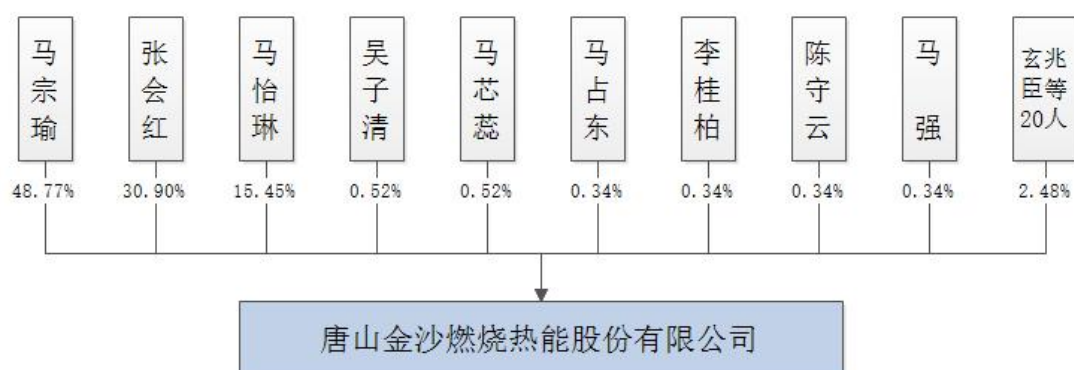 马宗瑜
张会红
马怡琳
吴子清
马芯蕊
马占东
李桂柏
陈守云
马强
玄兆
臣等
20人
48.77%
30.90%
15.45%
0.52%
0.52%
0.34%
0.34%
0.34%
0.34%
2.48%
唐山金沙燃烧热能股份有限公司